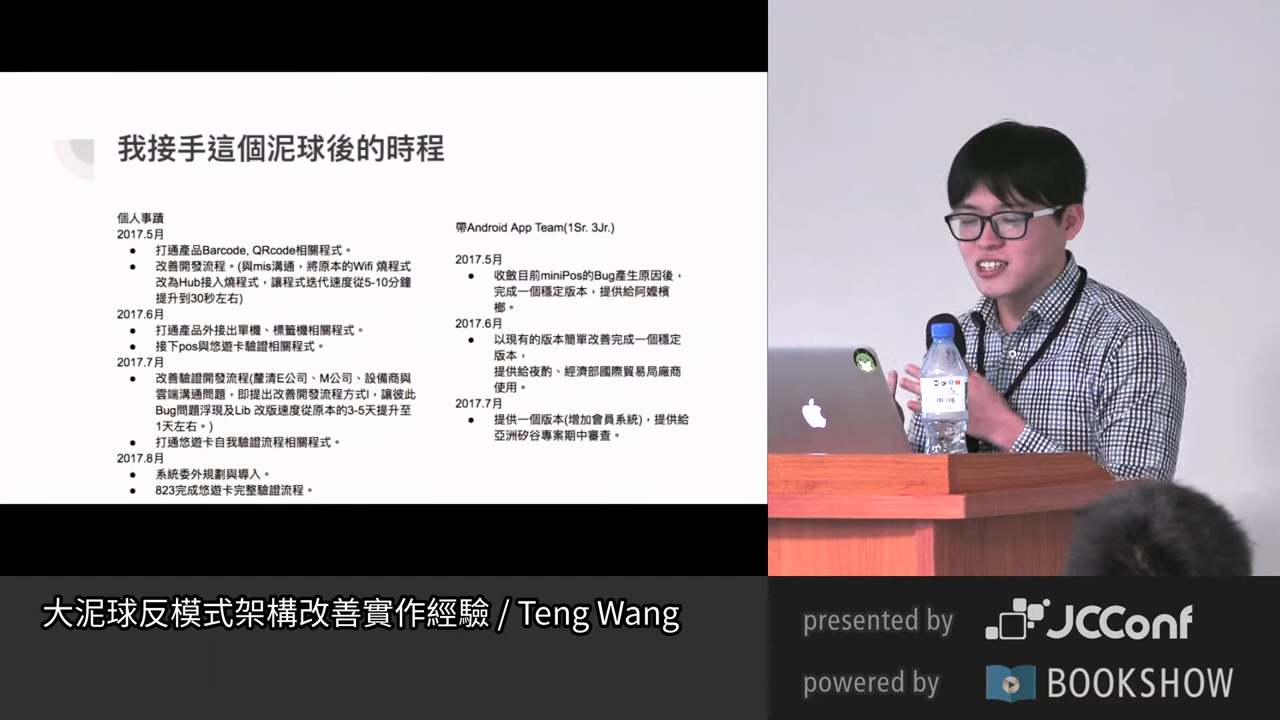 我接手這個泥球後的時程
個人事蹟
2017.5月
● 打通產品Barcode, QRcode相關程式。
● 改善開發流程。(與mis溝通，將原本的Wifi 燒程式
改為Hub接入燒程式，讓程式迭代速度從5-10分鐘
提升到30秒左右)
2017.6月
● 打通產品外接出單機、標籤機相關程式。
● 接下pos與悠遊卡驗證相關程式。
2017.7月
● 改善驗證開發流程(釐清E公司、M公司、設備商與
雲端溝通問題，即提出改善開發流程方式l，讓彼此
Bug問題浮現及Lib 改版速度從原本的3-5天提升至
1天左右。)
● 打通悠遊卡自我驗證流程相關程式。
2017.8月
● 系統委外規劃與導入。
● 823完成悠遊卡完整驗證流程。
帶Android App Team(1Sr. 3Jr.)
2017.5月
● 收斂目前miniPos的Bug產生原因後，
完成一個穩定版本，提供給阿嬤檳
榔。
2017.6月
● 以現有的版本簡單改善完成一個穩定
版本，
提供給夜酌、經濟部國際貿易局廠商
使用。
2017.7月
● 提供一個版本(增加會員系統)，提供給
亞洲矽谷專案期中審查。
大泥球反模式架構改善實作經驗 / Teng Wang
presented by JCConf
powered by BOOKSHOW